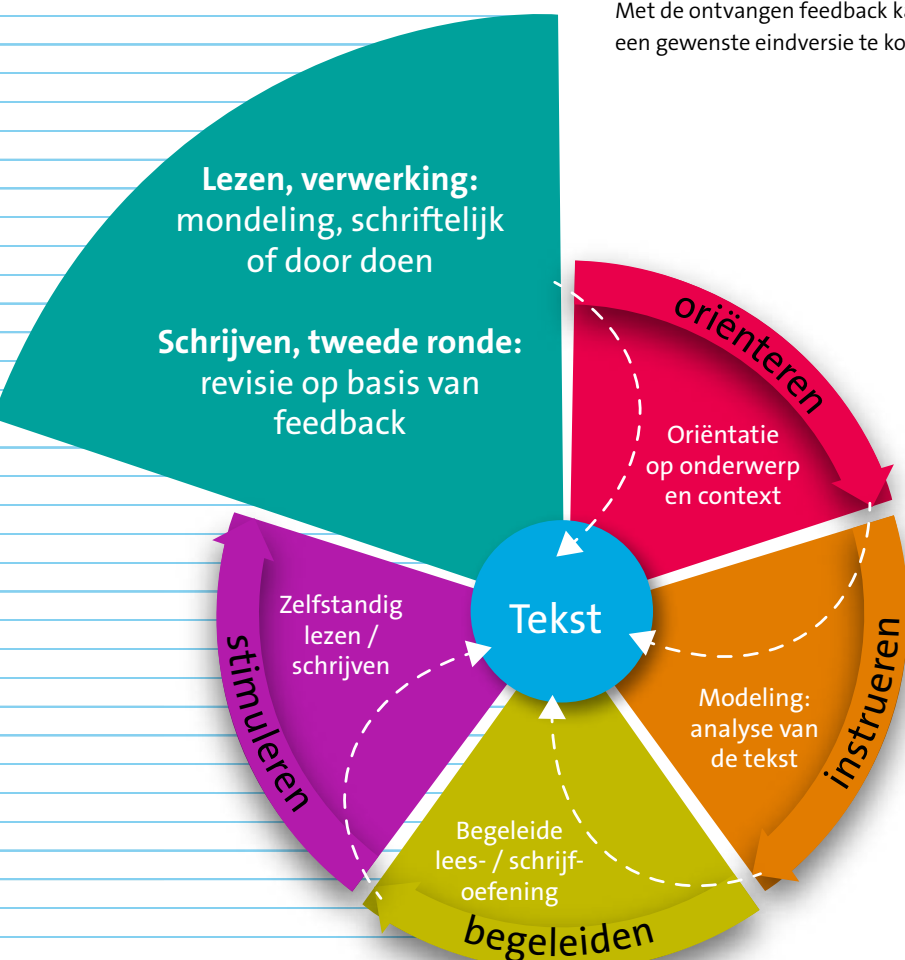 Met de ontvangen feedback
een gewenste eindversie te
Lezen, verwerking:
mondeling, schriftelijk
of door doen
Schrijven, tweede ronde:
revisie op basis van
feedback
oriënteren
Oriëntatie
op onderwerp
en context
instrueren
Modeling:
analyse van
de tekst
begeleiden
Begeleide
lees- / schrijf-
oefening
stimuleren
Zelfstandig
lezen /
schrijven
Tekst